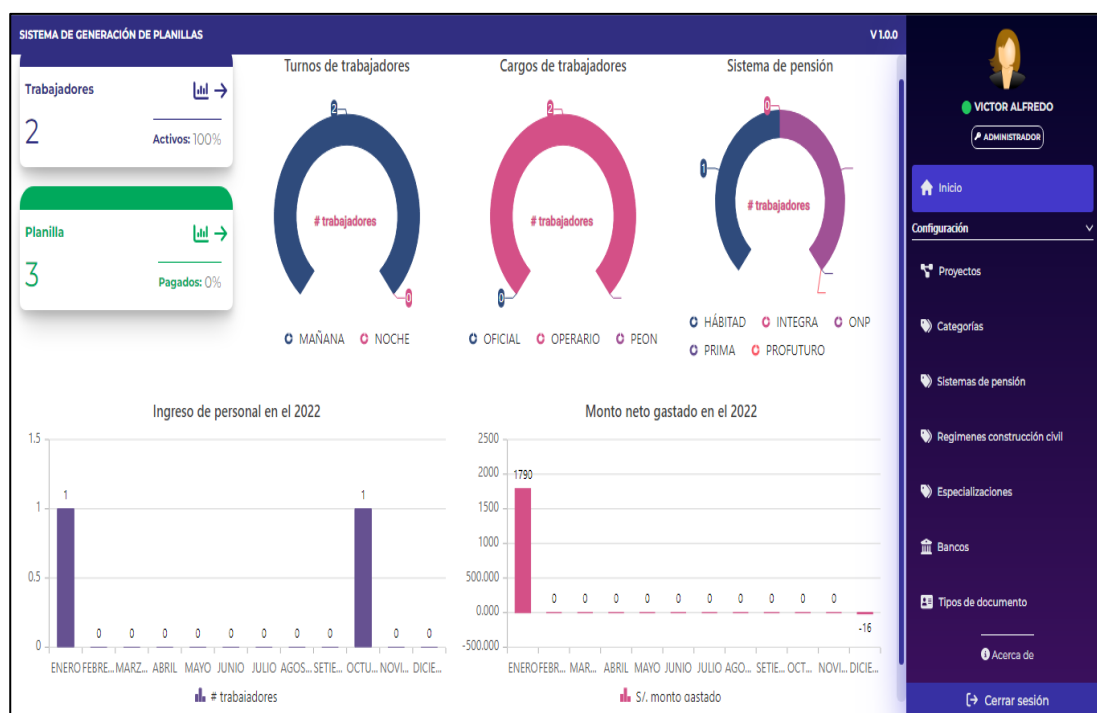 SISTEMA DE GENERACIÓN DE PLANILLAS
V 1.0.0
Trabajadores
2
Activos: 100%
Planilla
3
Pagados: 0%
Turnos de trabajadores
2
# trabajadores
0
MAÑANA NOCHE
Cargos de trabajadores
2
# trabajadores
0
OFICIAL OPERARIO PEON
Sistema de pensión
0
1
# trabajadores
HÁBITAD INTEGRA ONP
PRIMA PROFUTURO
Ingreso de personal en el 2022
1.5
1
0.5
0
1 0 0 0 0 0 0 0 0 1 0 0
ENERO FEBRE... MARZ... ABRIL MAYO JUNIO JULIO AGOS... SETIE... OCTU... NOVI... DICIE...
# trabajadores
Monto neto gastado en el 2022
2500
2000
1500
1000
500.000
0.000
-500.000
1790 0 0 0 0 0 0 0 0 0 0 -16
ENERO FEBR... MAR... ABRIL MAYO JUNIO JULIO AGO... SETIE... OCT... NOVI... DICIE...
S/. monto gastado
VICTOR ALFREDO
ADMINISTRADOR
Inicio
Configuración
Proyectos
Categorías
Sistemas de pensión
Regimenes construcción civil
Especializaciones
Bancos
Tipos de documento
Acerca de
Cerrar sesión